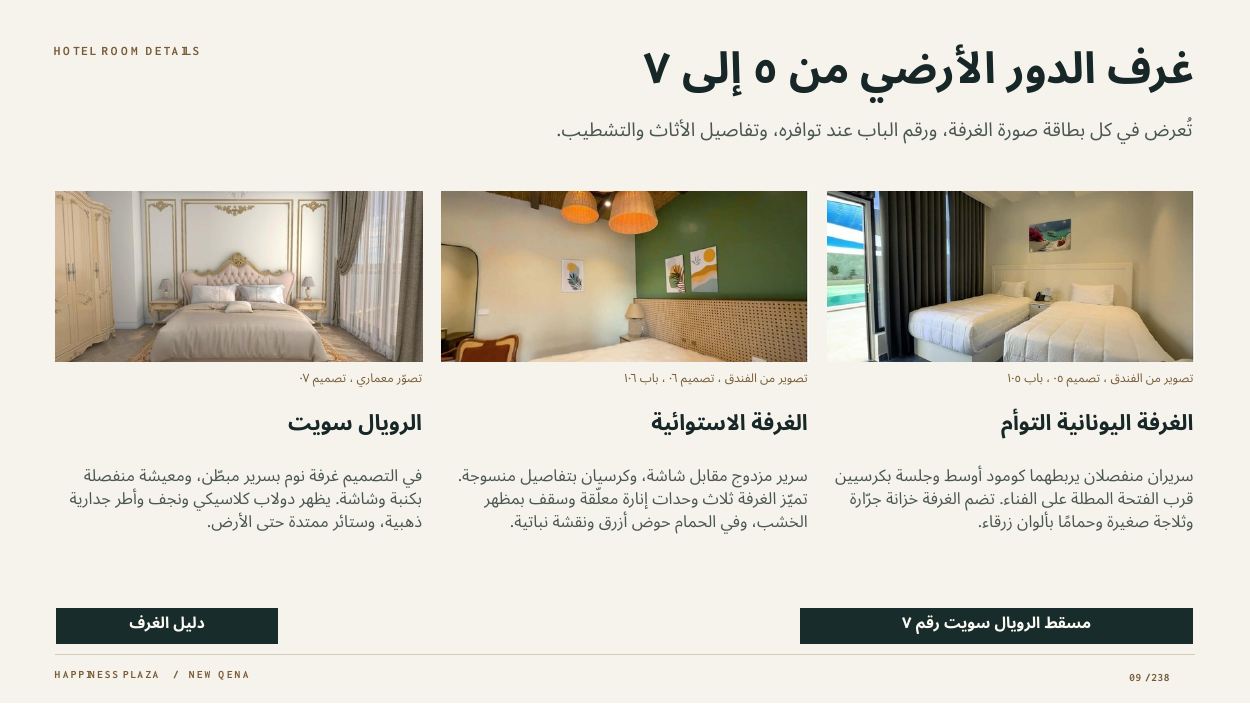 HOTEL ROOM DETAILS
غرف الدور الأرضي من ٥ إلى ٧
تُعرض في كل بطاقة صورة الغرفة، ورقم الباب عند توافره، وتفاصيل الأثاث والتشطيب.
تصوير من الفندق ، تصميم ٠٥ ، باب ١٠٥
الغرفة اليونانية التوأم
سريران منفصلان يربطهما كومود أوسط وجلسة بكرسيين
قرب الفتحة المطلة على الفناء. تضم الغرفة خزانة جرّارة
وثلاجة صغيرة وحمامًا بألوان زرقاء.
تصوير من الفندق ، تصميم ٠٦ ، باب ١٠٦
الغرفة الاستوائية
سرير مزدوج مقابل شاشة، وكرسيان بتفاصيل منسوجة.
تميّز الغرفة ثلاث وحدات إنارة معلّقة وسقف بمظهر
الخشب، وفي الحمام حوض أزرق ونقشة نباتية.
تصوّر معماري ، تصميم ٠٧
الرويال سويت
في التصميم غرفة نوم بسرير مبطّن، ومعيشة منفصلة
بكنبة وشاشة. يظهر دولاب كلاسيكي ونجف وأطر جدارية
ذهبية، وستائر ممتدة حتى الأرض.
مسقط الرويال سويت رقم ٧
دليل الغرف
HAPPINESS PLAZA / NEW QENA
09 /238